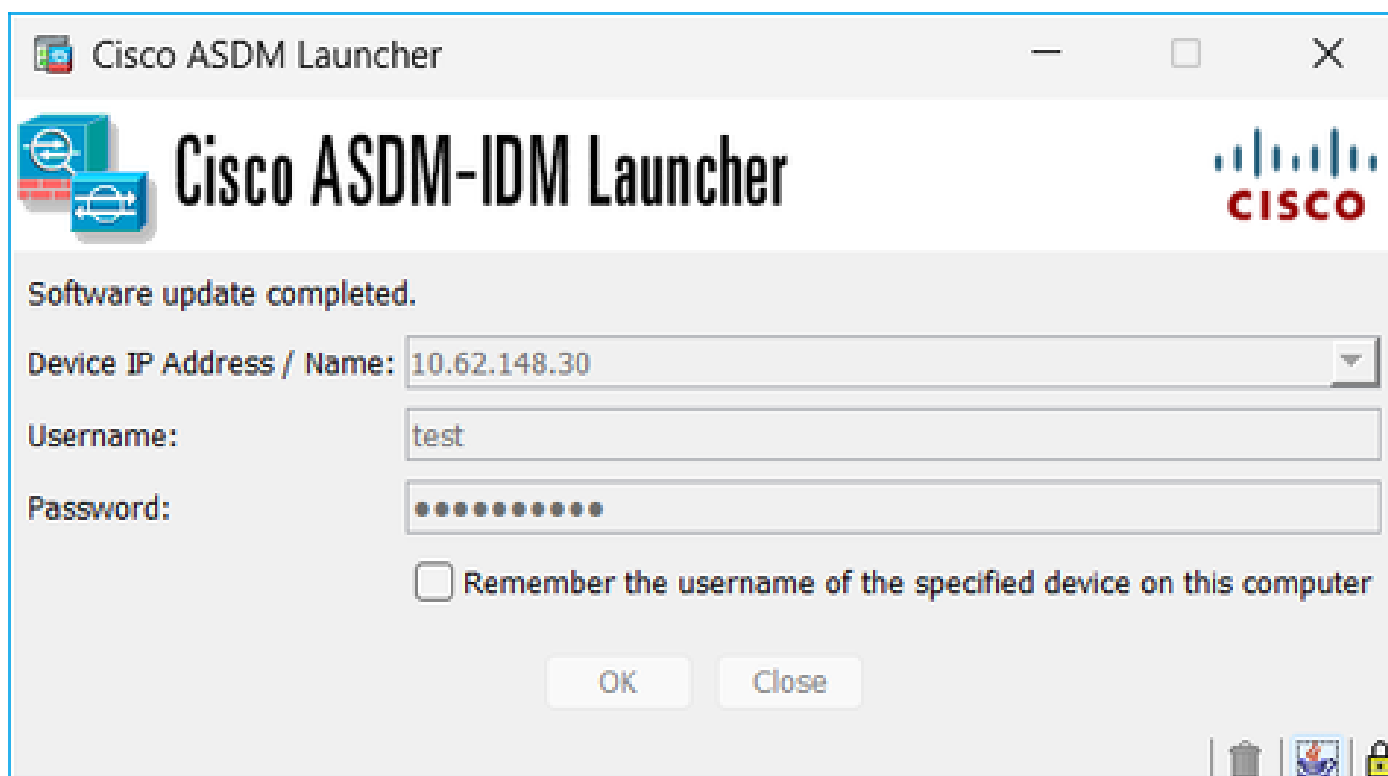 Cisco ASDM Launcher
Cisco ASDM-IDM Launcher
CISCO
Software update completed.
Device IP Address / Name: 10.62.148.30
Username: test
Password: ●●●●●●●●●●
Remember the username of the specified device on this computer
OK Close